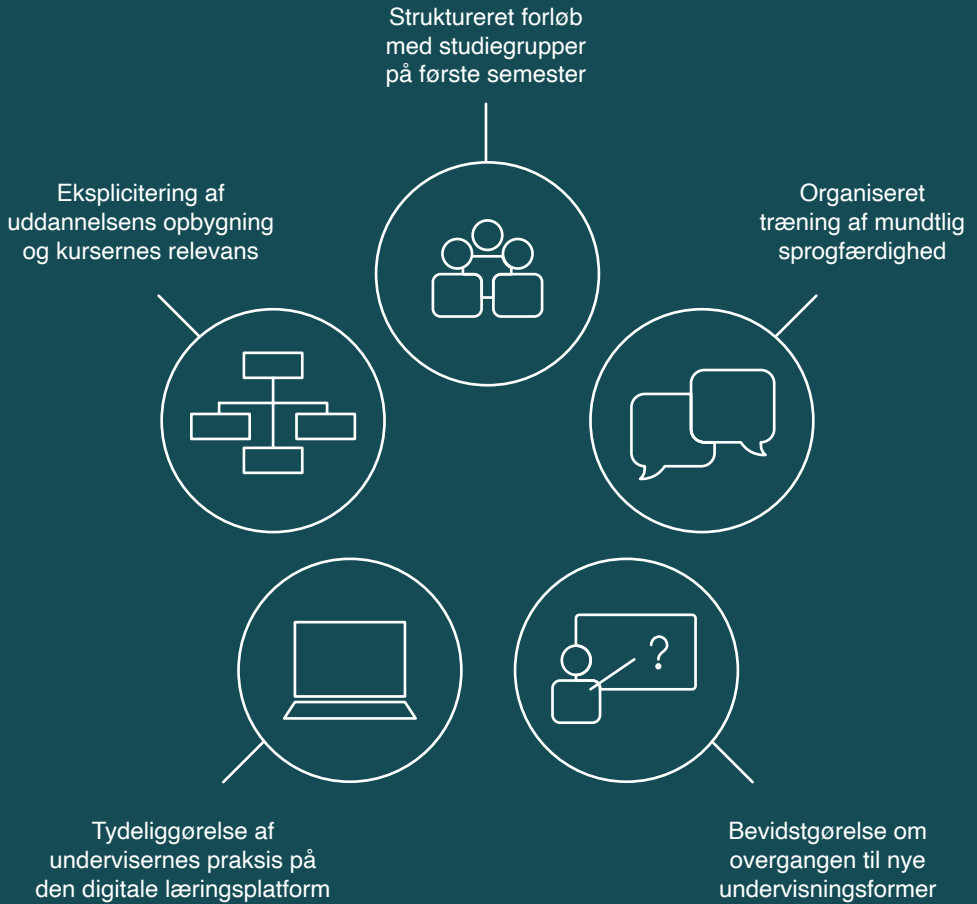 Struktureret forløb
med studiegrupper
på første semester
Eksplicitering af
uddannelsens opbygning
og kursernes relevans
Organiseret
træning af mundtlig
sprogfærdighed
?
Tydeliggørelse af
undervisernes praksis på
den digitale læringsplatform
Bevidstgørelse om
overgangen til nye
undervisningsformer